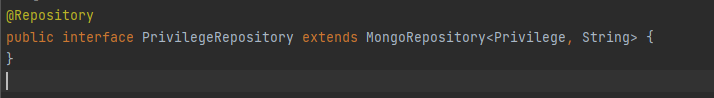 @Repository
public interface PrivilegeRepository extends MongoRepository<Privilege, String> {
}